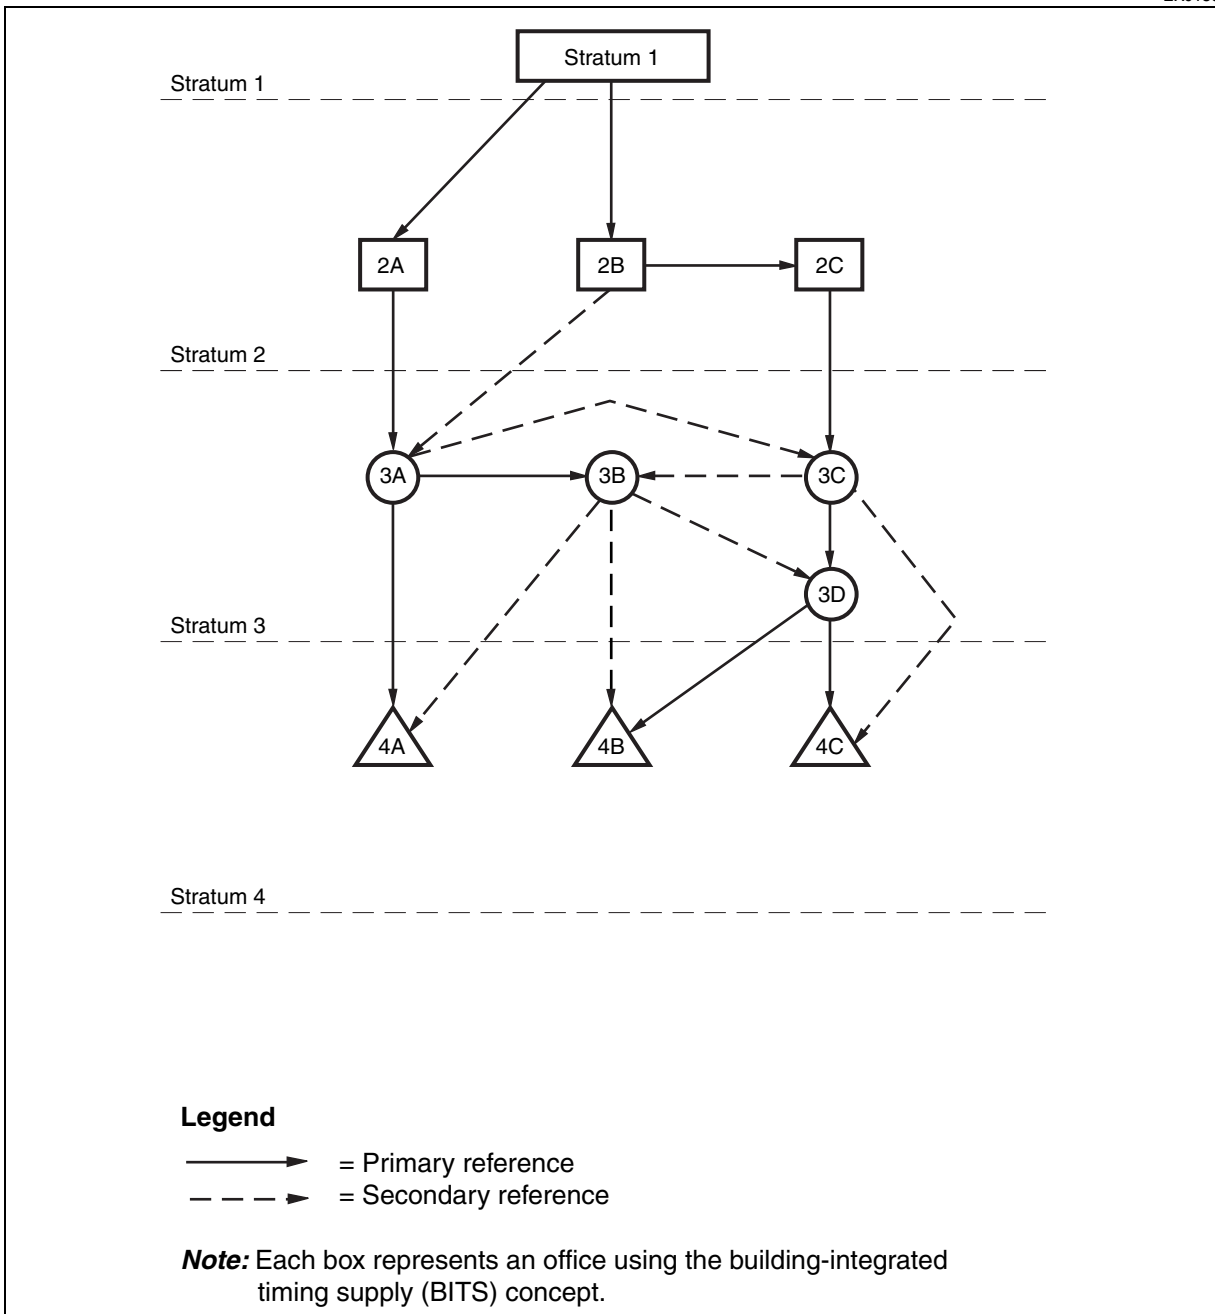 Stratum 1
Stratum 1
2A
2B
2C
Stratum 2
3A
3B
3C
3D
Stratum 3
4A
4B
4C
Stratum 4
Legend
= Primary reference
= Secondary reference
Note: Each box represents an office using the building-integrated
timing supply (BITS) concept.